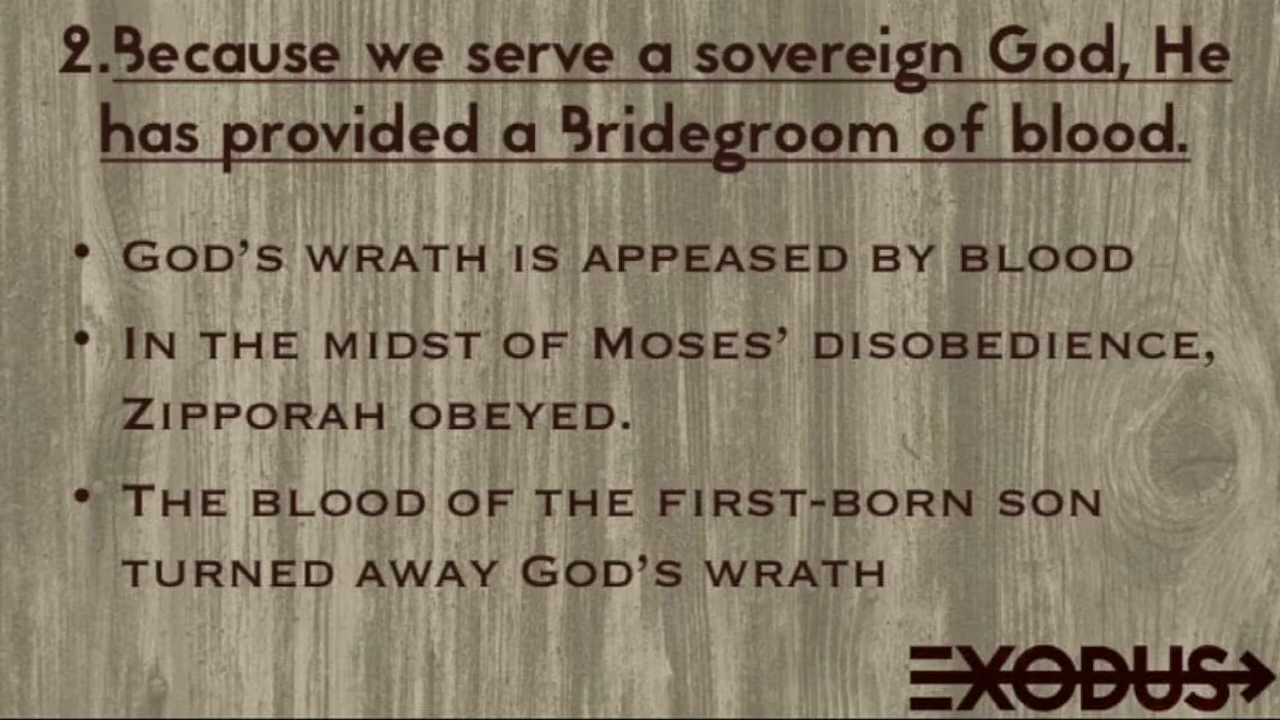 2.Because we serve a sovereign God, He
has provided a Bridegroom of blood.
• God's wrath is appeased by blood
• In the midst of Moses' disobedience,
Zipporah obeyed.
• The blood of the first-born son
turned away God's wrath
EXODUS